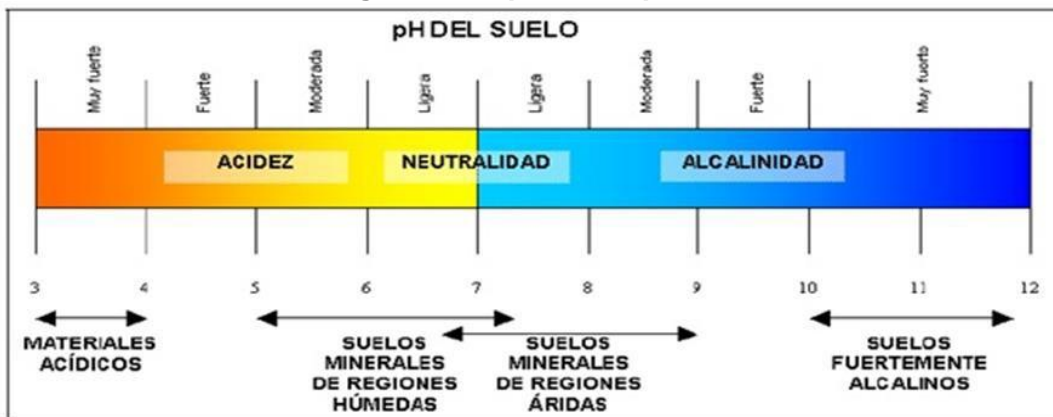 pH DEL SUELO
Muy fuerte
Fuerte
Moderada
Ligera
Ligera
Moderada
Fuerte
Muy fuerte
ACIDEZ
NEUTRALIDAD
ALCALINIDAD
3 4 5 6 7 8 9 10 11 12
MATERIALES
ACÍDICOS
SUELOS
MINERALES
DE REGIONES
HÚMEDAS
SUELOS
MINERALES
DE REGIONES
ÁRIDAS
SUELOS
FUERTEMENTE
ALCALINOS